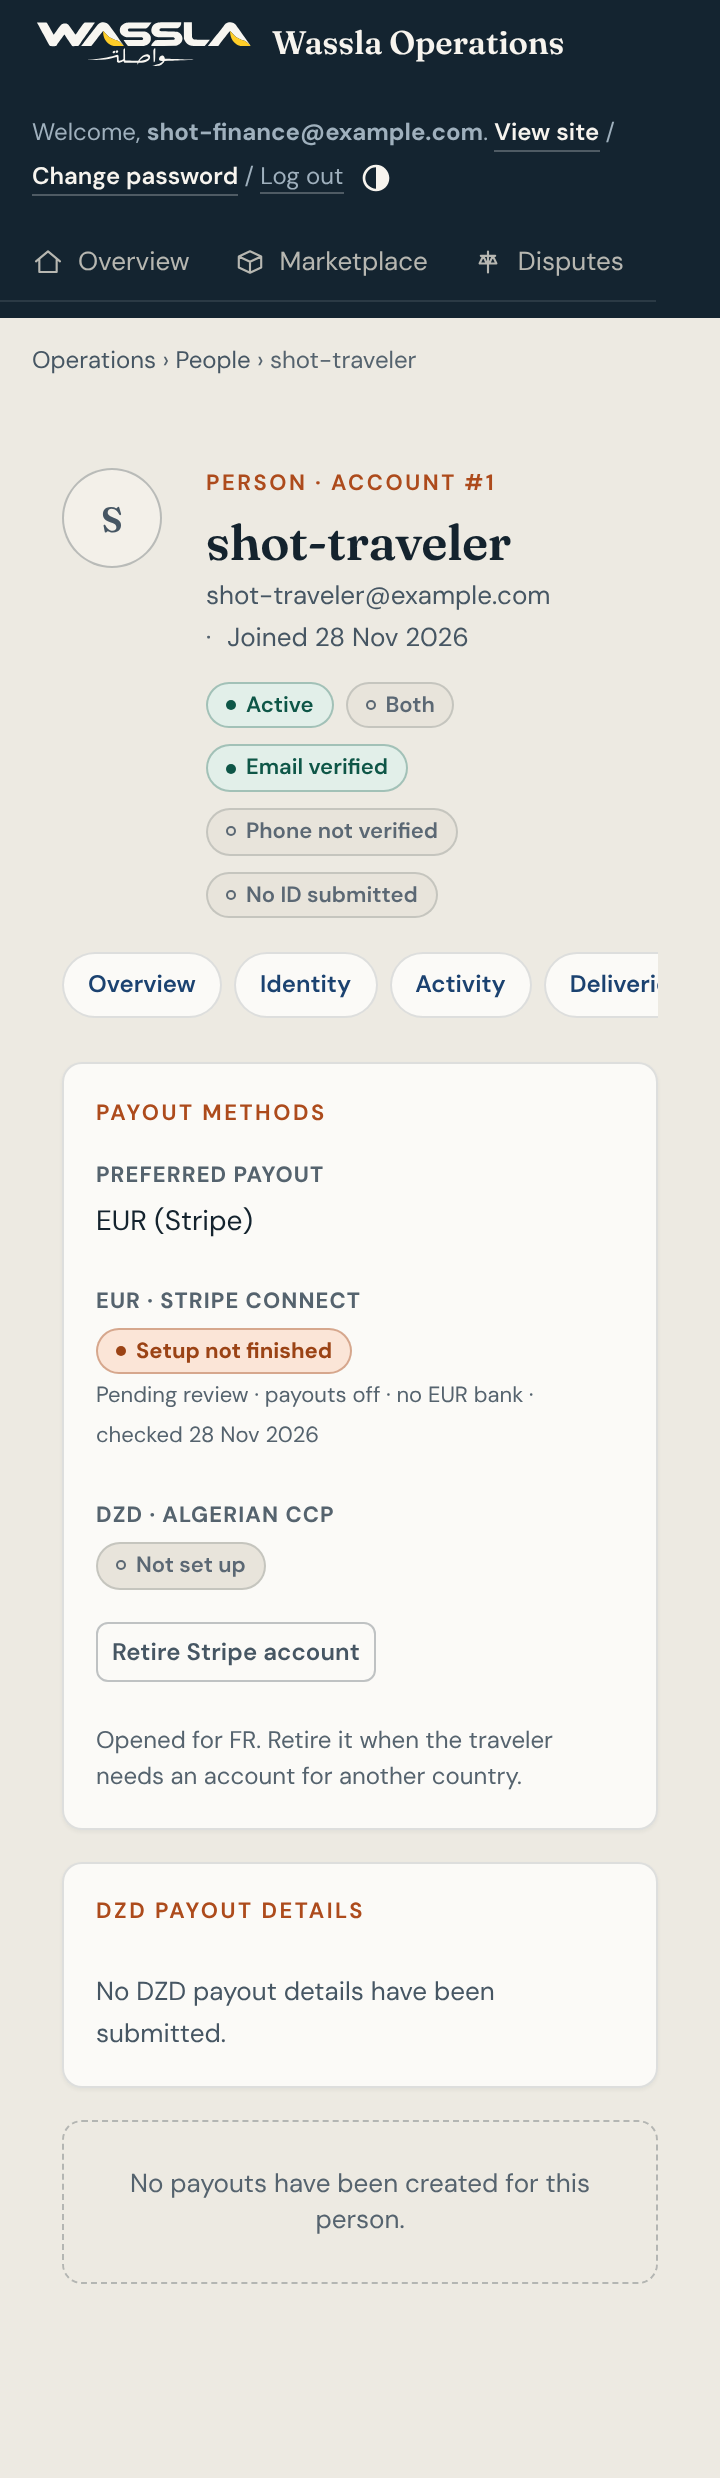 WASSLA
واصلة
Wassla Operations
Welcome, shot-finance@example.com. View site /
Change password / Log out
Overview Marketplace Disputes
Operations › People › shot-traveler
S
PERSON · ACCOUNT #1
shot-traveler
shot-traveler@example.com
· Joined 28 Nov 2026
Active Both
Email verified
Phone not verified
No ID submitted
Overview Identity Activity Deliveri
PAYOUT METHODS
PREFERRED PAYOUT
EUR (Stripe)
EUR · STRIPE CONNECT
Setup not finished
Pending review · payouts off · no EUR bank ·
checked 28 Nov 2026
DZD · ALGERIAN CCP
Not set up
Retire Stripe account
Opened for FR. Retire it when the traveler
needs an account for another country.
DZD PAYOUT DETAILS
No DZD payout details have been
submitted.
No payouts have been created for this
person.